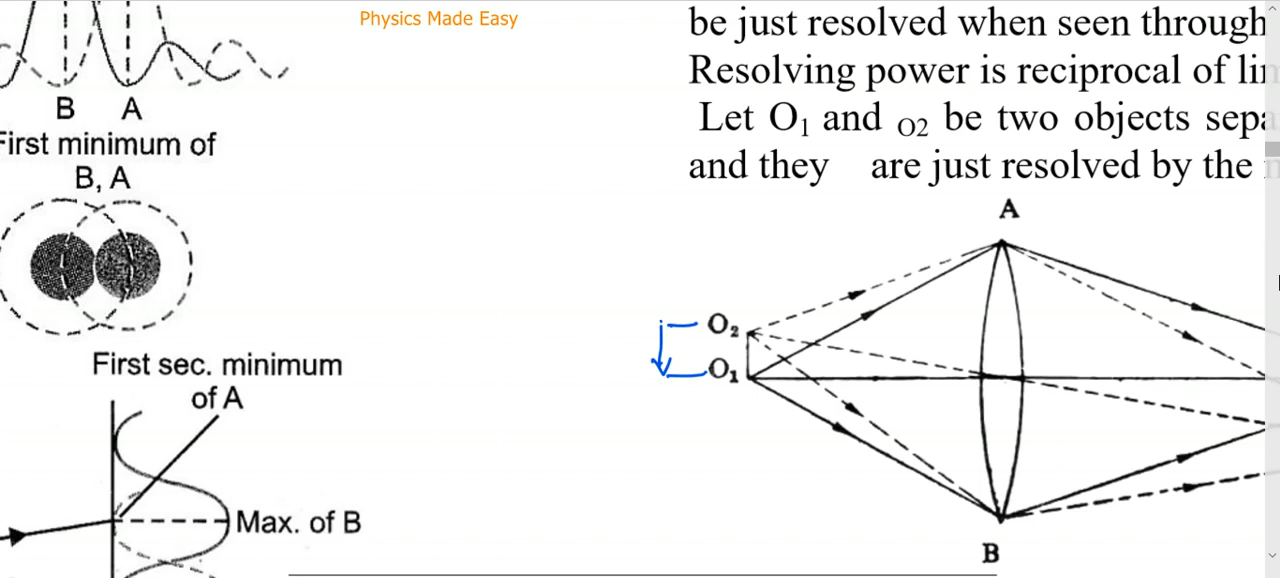 Physics Made Easy
be just resolved when seen through
Resolving power is reciprocal of
Let O₁ and O2 be two objects
and they are just resolved by the
B A
First minimum of
B, A
First sec. minimum
of A
Max. of B
A
O₂
O₁
B